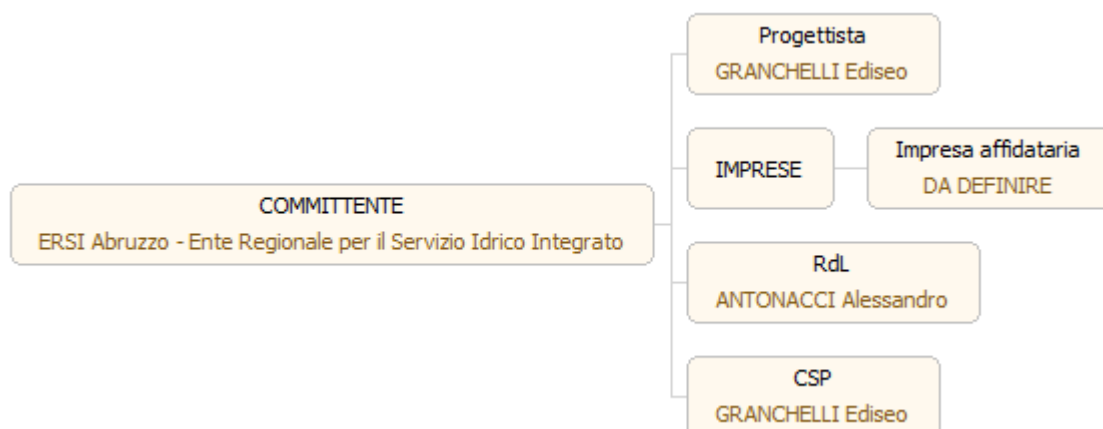 COMMITTENTE
ERSI Abruzzo - Ente Regionale per il Servizio Idrico Integrato
Progettista
GRANCHELLI Ediseo
IMPRESE
Impresa affidataria
DA DEFINIRE
RdL
ANTONACCI Alessandro
CSP
GRANCHELLI Ediseo